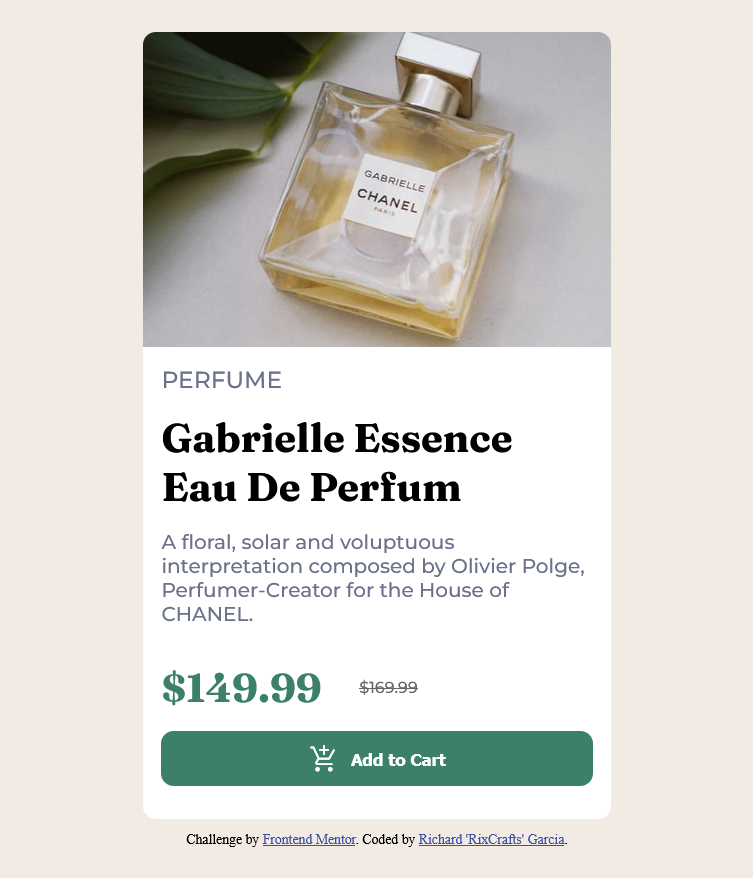 GABRIELLE
CHANEL
PARIS
PERFUME
Gabrielle Essence
Eau De Perfum
A floral, solar and voluptuous
interpretation composed by Olivier Polge,
Perfumer-Creator for the House of
CHANEL.
$149.99 $169.99
Add to Cart
Challenge by Frontend Mentor. Coded by Richard 'RixCrafts' Garcia.